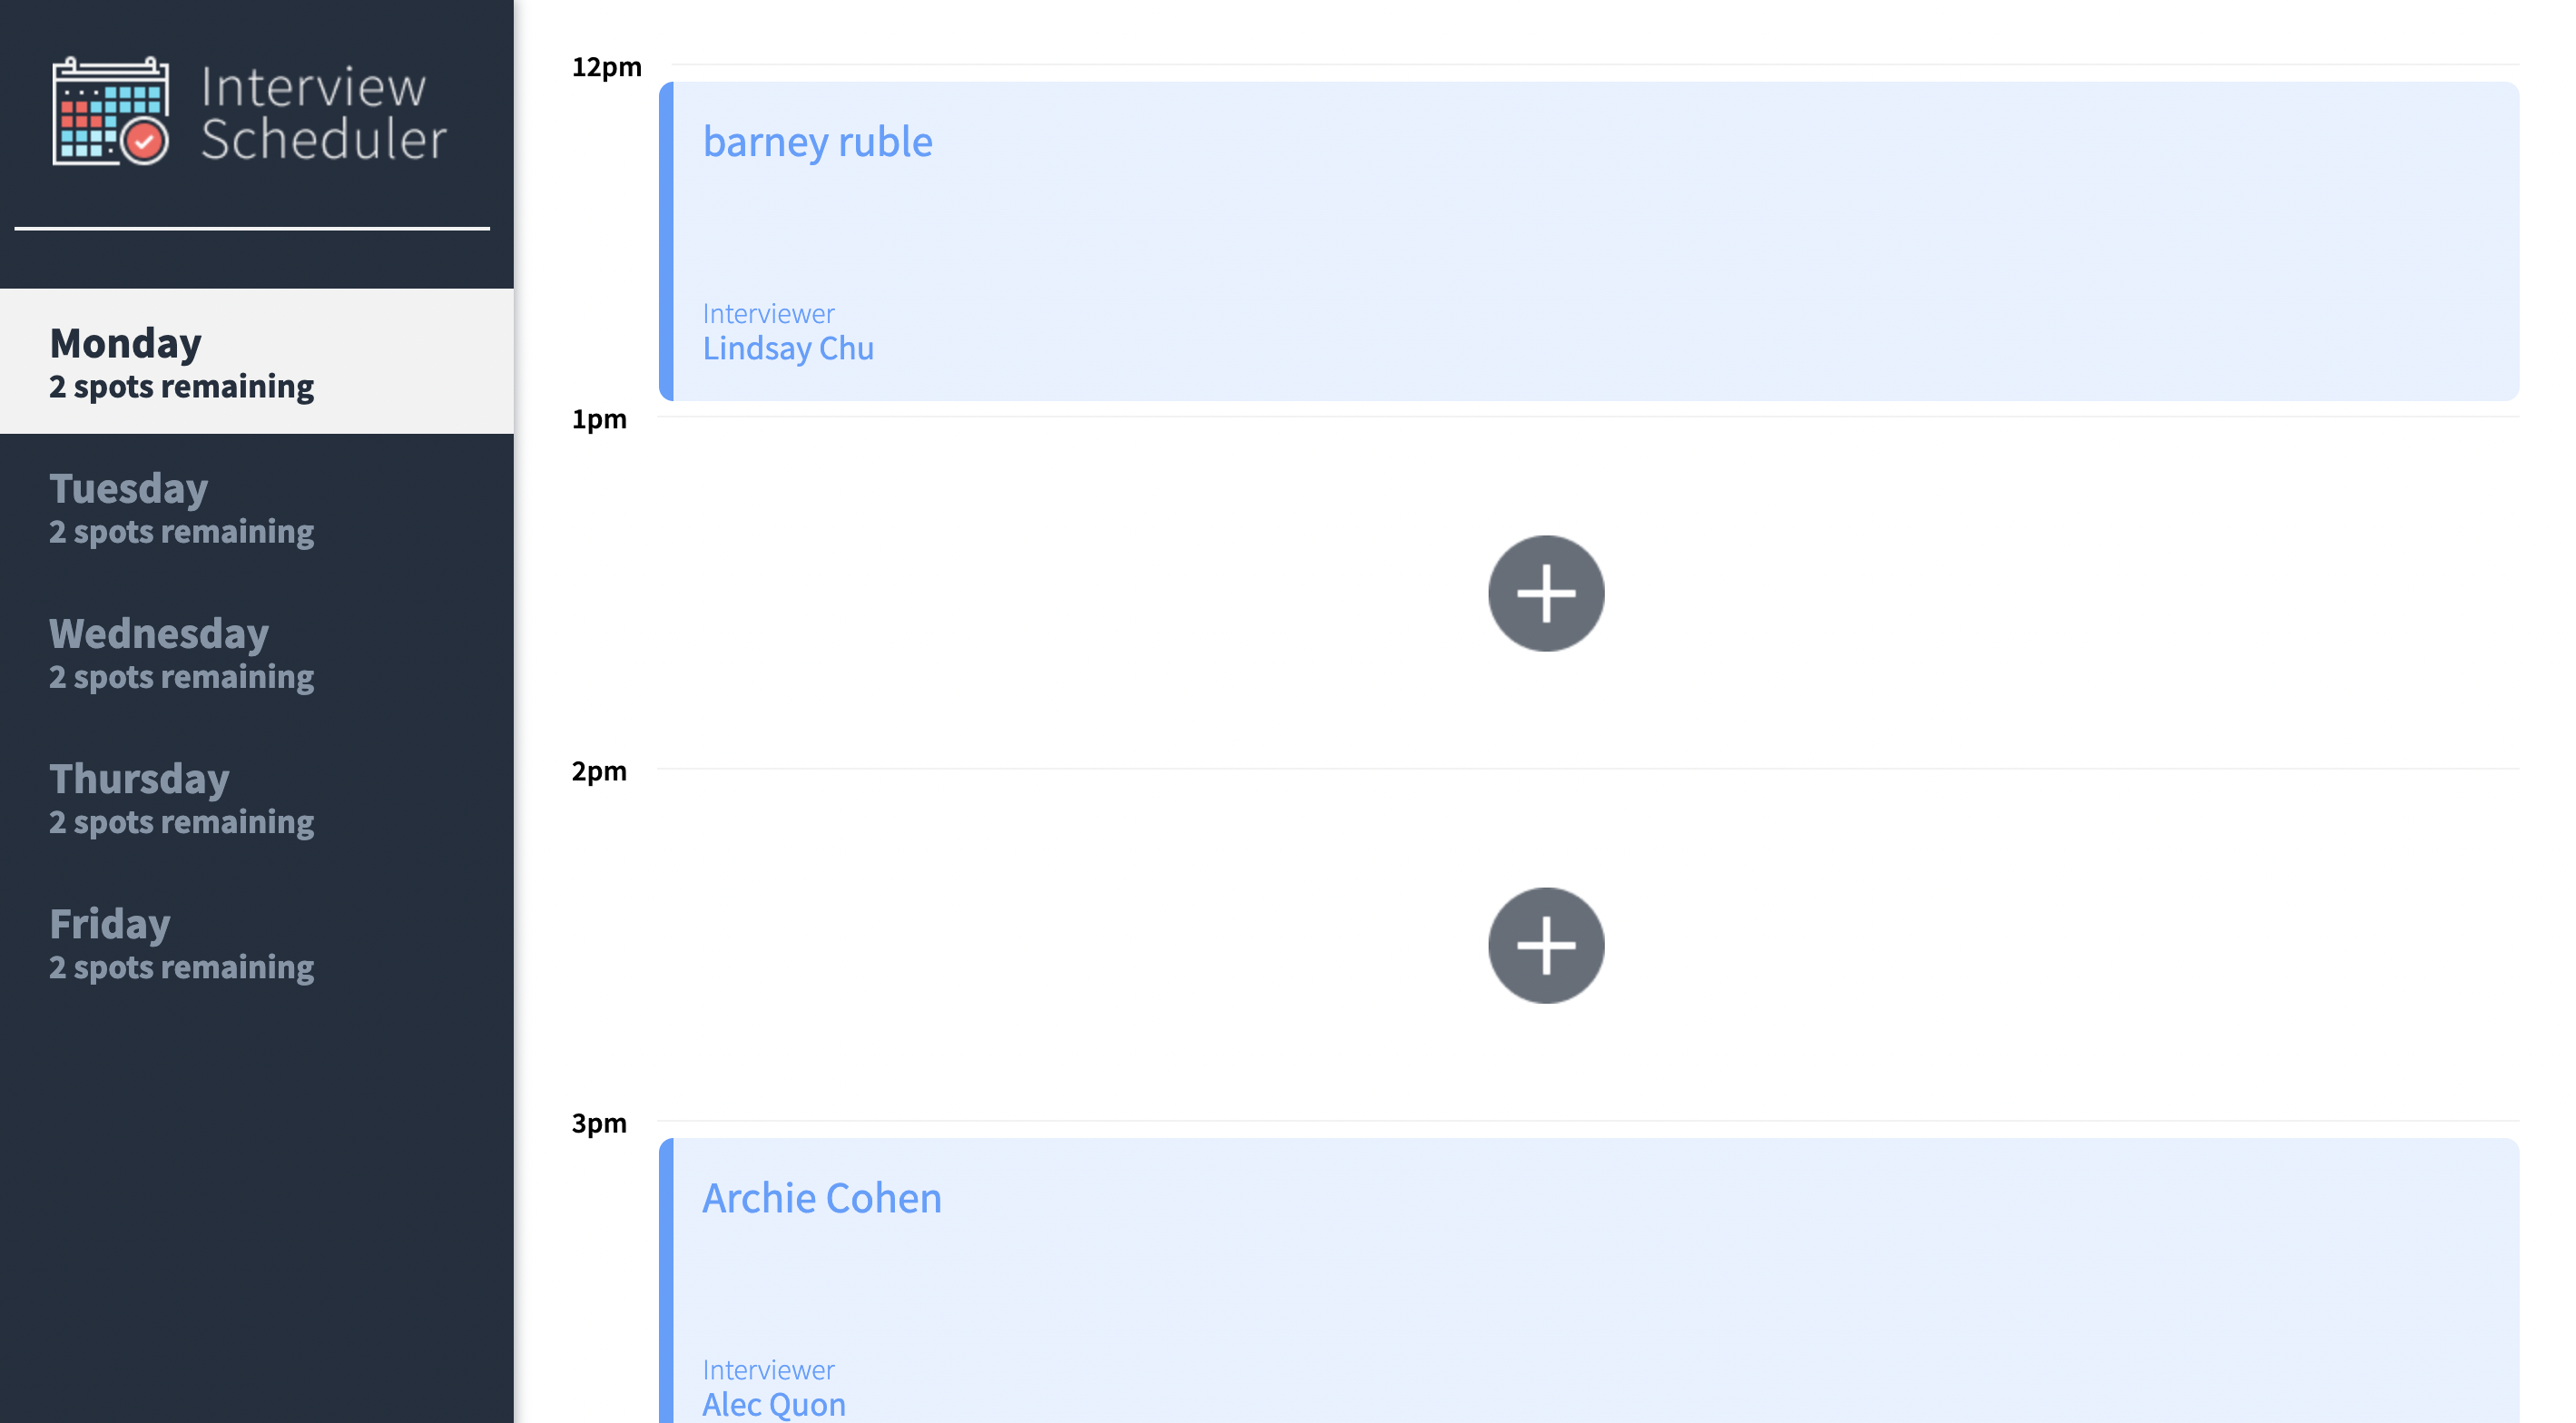 Interview
Scheduler
Monday
2 spots remaining
Tuesday
2 spots remaining
Wednesday
2 spots remaining
Thursday
2 spots remaining
Friday
2 spots remaining
12pm
barney ruble
Interviewer
Lindsay Chu
1pm
2pm
3pm
Archie Cohen
Interviewer
Alec Quon